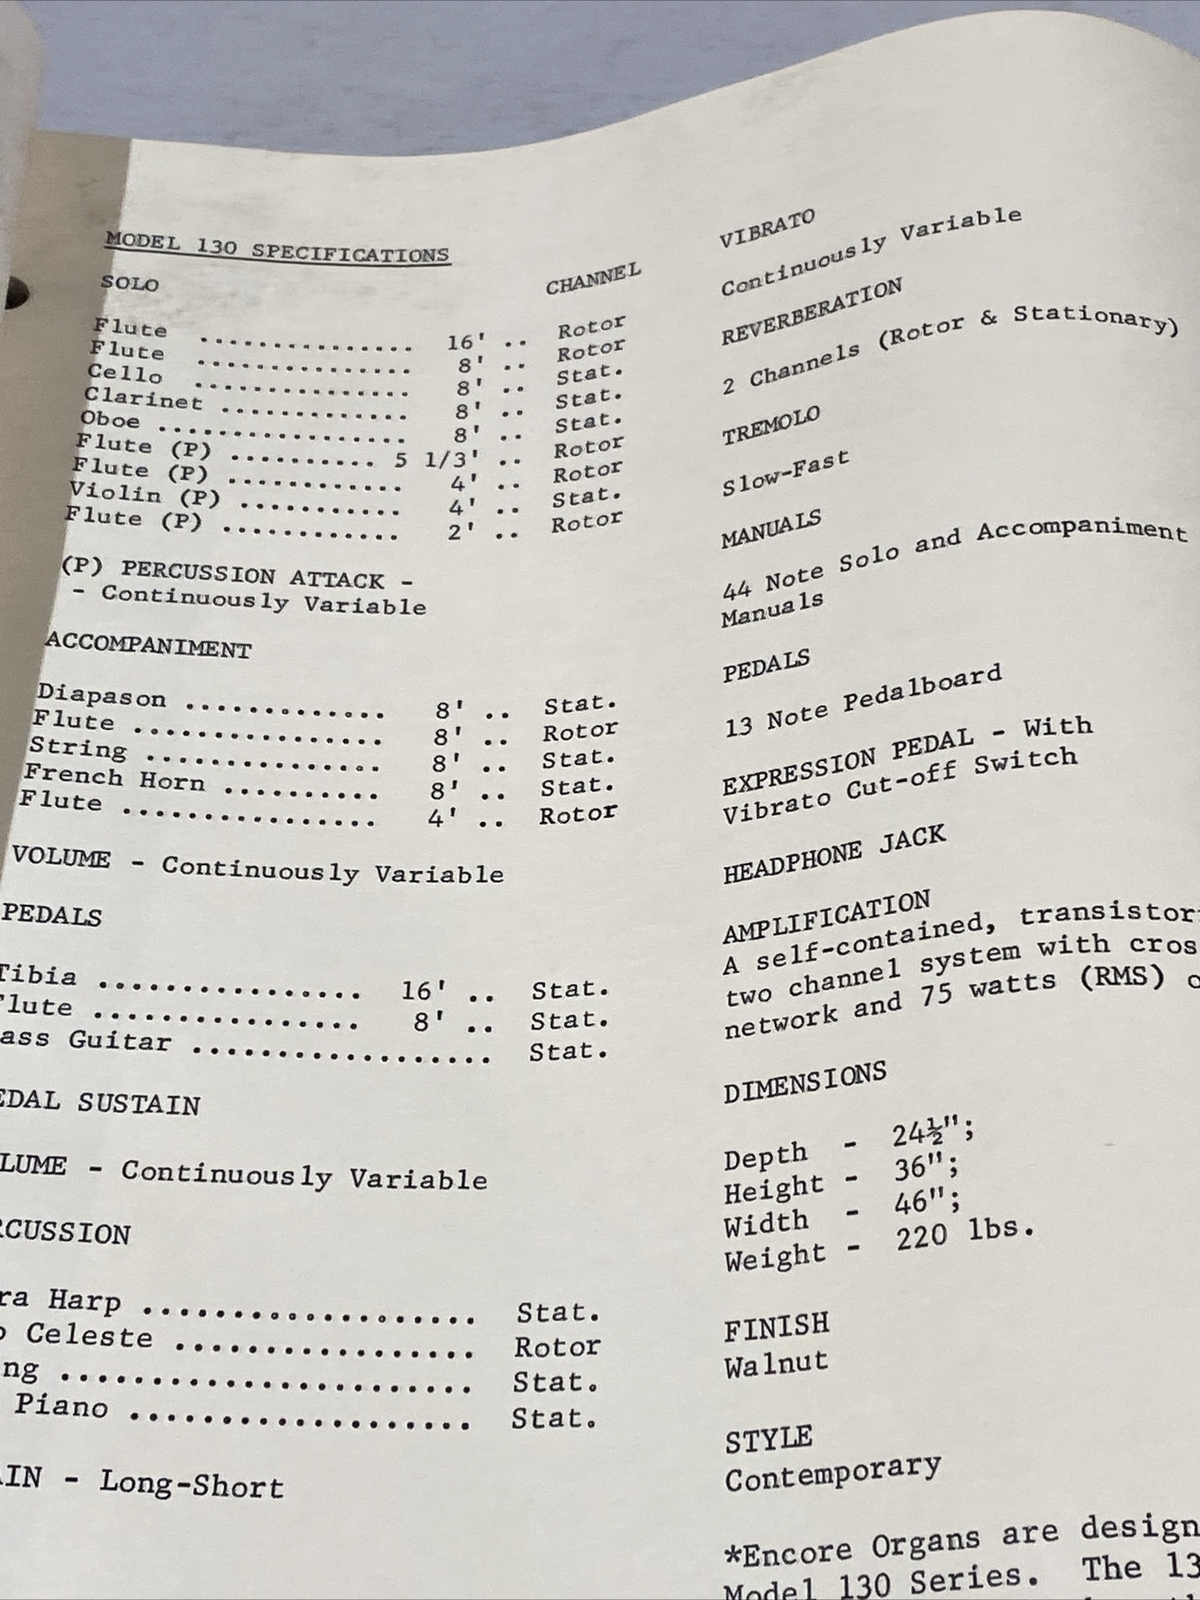 MODEL 130 SPECIFICATIONS
SOLO CHANNEL
Flute ............... 16' .. Rotor
Flute ............... 8' .. Rotor
Cello ............... 8' .. Stat.
Clarinet ............. 8' .. Stat.
Oboe ................. 8' .. Stat.
Flute (P) .......... 5 1/3' .. Rotor
Flute (P) ............ 4' .. Rotor
Violin (P) ........... 4' .. Stat.
Flute (P) ............ 2' .. Rotor
(P) PERCUSSION ATTACK -
- Continuously Variable
ACCOMPANIMENT
Diapason ............. 8' .. Stat.
Flute ................ 8' .. Rotor
String ............... 8' .. Stat.
French Horn .......... 8' .. Stat.
Flute ................ 4' .. Rotor
VOLUME - Continuously Variable
PEDALS
Tibia ................ 16' .. Stat.
Flute ................ 8' .. Stat.
ass Guitar .................. Stat.
EDAL SUSTAIN
LUME - Continuously Variable
RCUSSION
ra Harp .................... Stat.
o Celeste ................. Rotor
ng ........................ Stat.
Piano .................... Stat.
AIN - Long-Short
VIBRATO
Continuously Variable
REVERBERATION
2 Channels (Rotor & Stationary)
TREMOLO
Slow-Fast
MANUALS
44 Note Solo and Accompaniment
Manuals
PEDALS
13 Note Pedalboard
EXPRESSION PEDAL - With
Vibrato Cut-off Switch
HEADPHONE JACK
AMPLIFICATION
A self-contained, transistori
two channel system with cros
network and 75 watts (RMS) o
DIMENSIONS
Depth - 24½";
Height - 36";
Width - 46";
Weight - 220 lbs.
FINISH
Walnut
STYLE
Contemporary
*Encore Organs are design
Model 130 Series. The 13